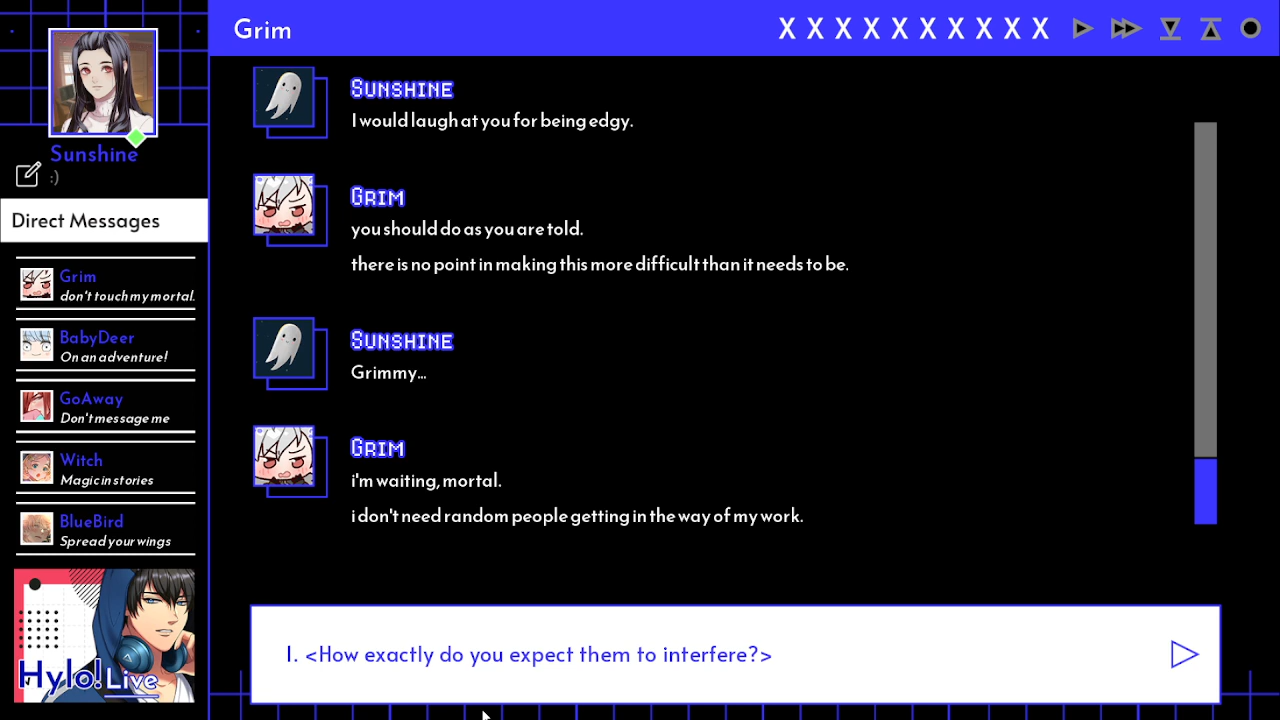 Grim
X X X X X X X X X X
Sunshine
:)
Direct Messages
Grim
don't touch my mortal.
BabyDeer
On an adventure!
GoAway
Don't message me
Witch
Magic in stories
BlueBird
Spread your wings
Hylo! Live
Sunshine
I would laugh at you for being edgy.
Grim
you should do as you are told.
there is no point in making this more difficult than it needs to be.
Sunshine
Grimmy...
Grim
i'm waiting, mortal.
i don't need random people getting in the way of my work.
1. <How exactly do you expect them to interfere?>